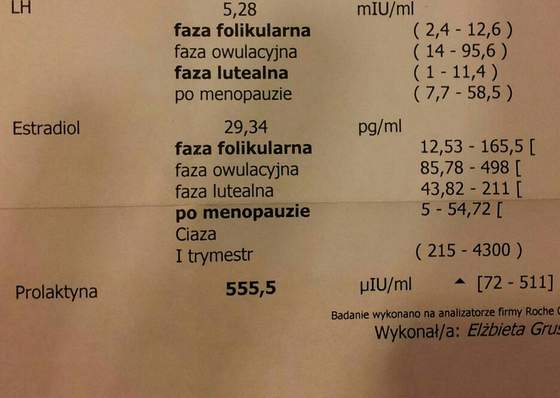 LH 5,28 mIU/ml
faza folikularna ( 2,4 - 12,6 )
faza owulacyjna ( 14 - 95,6 )
faza lutealna ( 1 - 11,4 )
po menopauzie ( 7,7 - 58,5 )
Estradiol 29,34 pg/ml
faza folikularna 12,53 - 165,5 [
faza owulacyjna 85,78 - 498 [
faza lutealna 43,82 - 211 [
po menopauzie 5 - 54,72 [
Ciaza
I trymestr ( 215 - 4300 )
Prolaktyna 555,5 µIU/ml ▲ [72 - 511]
Badanie wykonano na analizatorze firmy Roche
Wykonał/a: Elżbieta